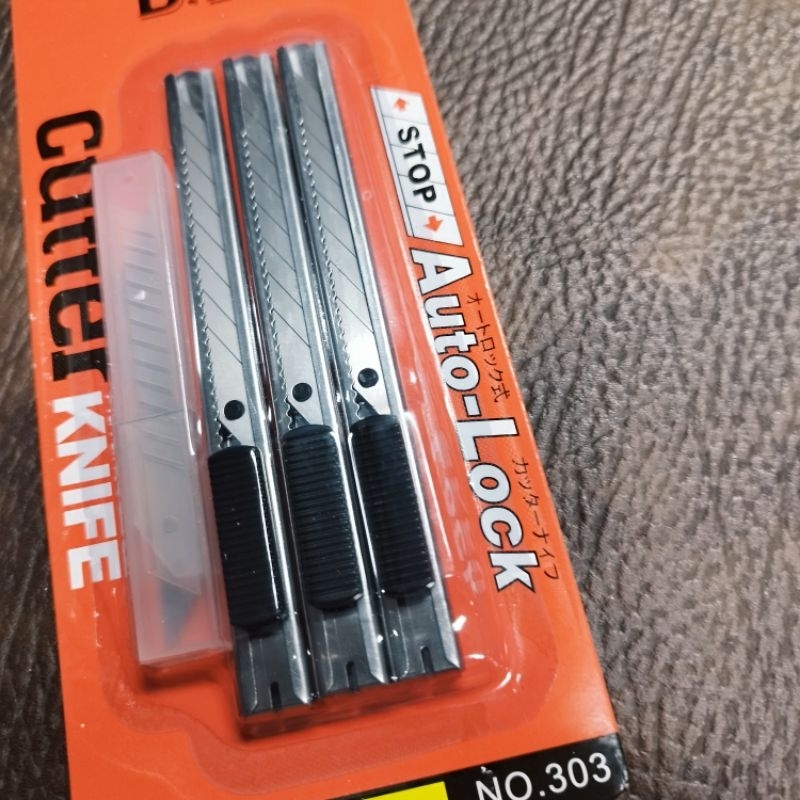 cutter KNIFE
STOP
Auto-Lock
オートロック式
カッターナイフ
NO.303